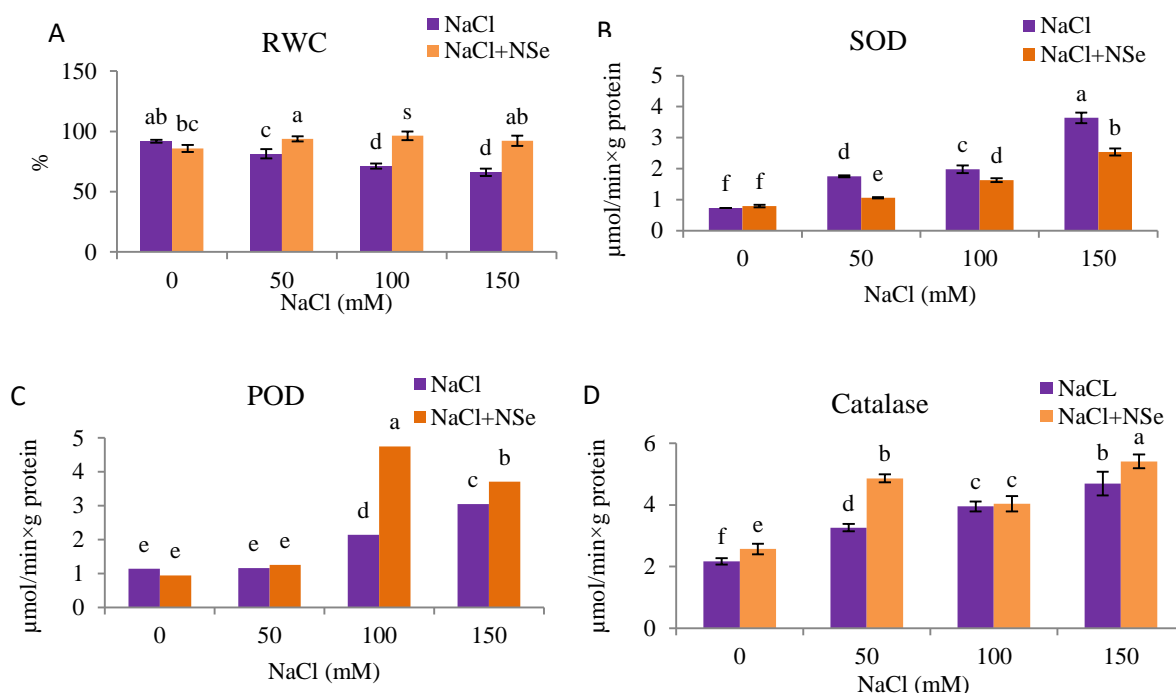 A
RWC
NaCl
NaCl+NSe
150
100
50
0
%
ab bc c a d s d ab
0 50 100 150
NaCl (mM)
B
SOD
NaCl
NaCl+NSe
5
4
3
2
1
0
µmol/min×g protein
f f d e c d a b
0 50 100 150
NaCl (mM)
C
POD
NaCl
NaCl+NSe
5
4
3
2
1
0
µmol/min×g protein
e e e e d a c b
0 50 100 150
NaCl (mM)
D
Catalase
NaCL
NaCl+NSe
6
4
2
0
µmol/min×g protein
f e d b c c b a
0 50 100 150
NaCl (mM)